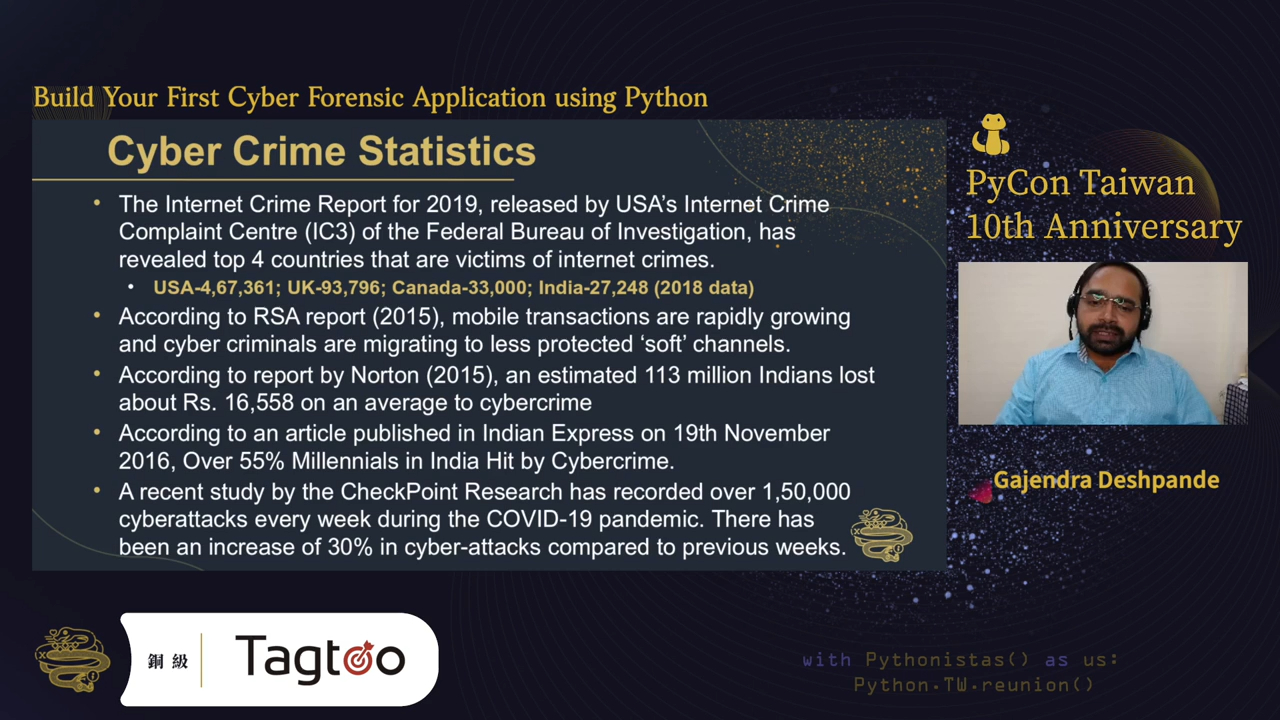 Build Your First Cyber Forensic Application using Python
Cyber Crime Statistics
• The Internet Crime Report for 2019, released by USA’s Internet Crime
Complaint Centre (IC3) of the Federal Bureau of Investigation, has
revealed top 4 countries that are victims of internet crimes.
• USA-4,67,361; UK-93,796; Canada-33,000; India-27,248 (2018 data)
• According to RSA report (2015), mobile transactions are rapidly growing
and cyber criminals are migrating to less protected ‘soft’ channels.
• According to report by Norton (2015), an estimated 113 million Indians lost
about Rs. 16,558 on an average to cybercrime
• According to an article published in Indian Express on 19th November
2016, Over 55% Millennials in India Hit by Cybercrime.
• A recent study by the CheckPoint Research has recorded over 1,50,000
cyberattacks every week during the COVID-19 pandemic. There has
been an increase of 30% in cyber-attacks compared to previous weeks.
PyCon Taiwan
10th Anniversary
Gajendra Deshpande
銅級
Tagtoo
with Pythonistas() as us:
Python.TW.reunion()